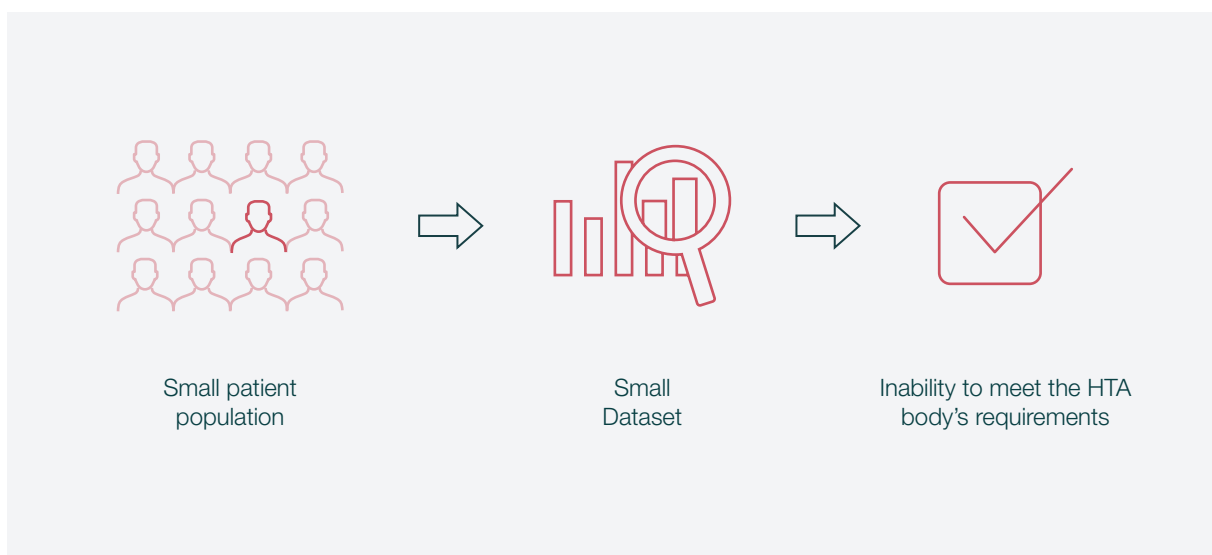 Small patient
population
Small
Dataset
Inability to meet the HTA
body's requirements